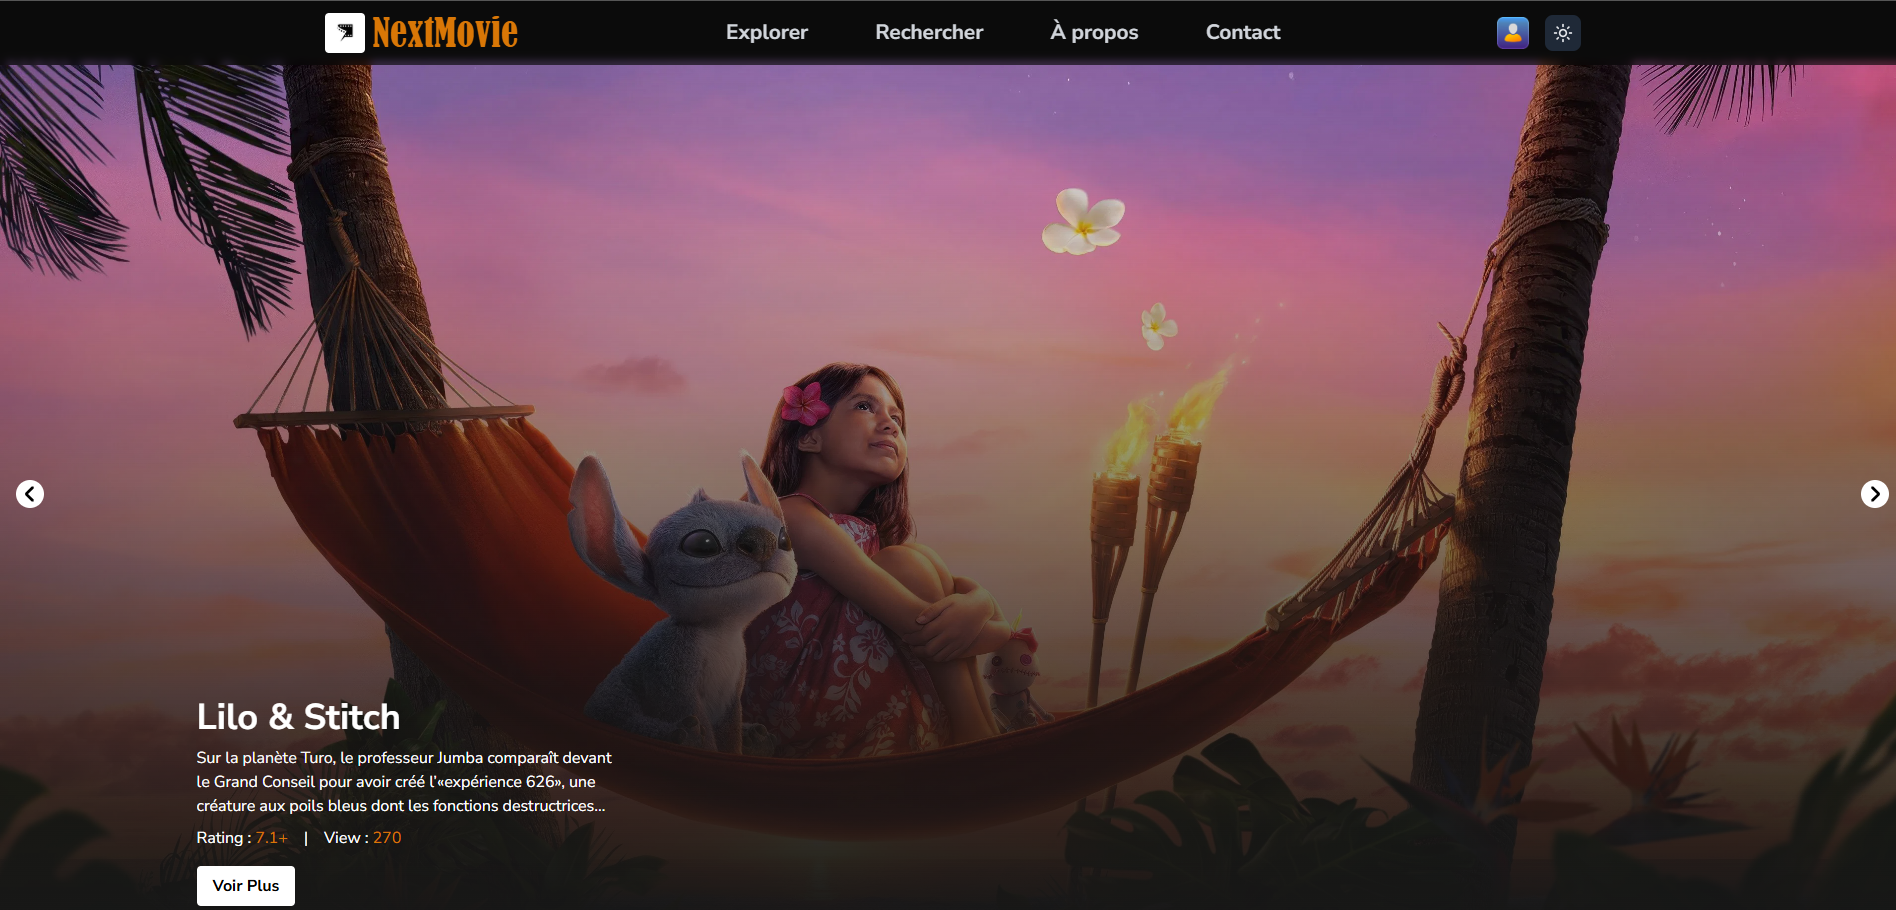 NextMovie
Explorer
Rechercher
À propos
Contact
Lilo & Stitch
Sur la planète Turo, le professeur Jumba comparaît devant
le Grand Conseil pour avoir créé l'«expérience 626», une
créature aux poils bleus dont les fonctions destructrices...
Rating : 7.1+ | View : 270
Voir Plus